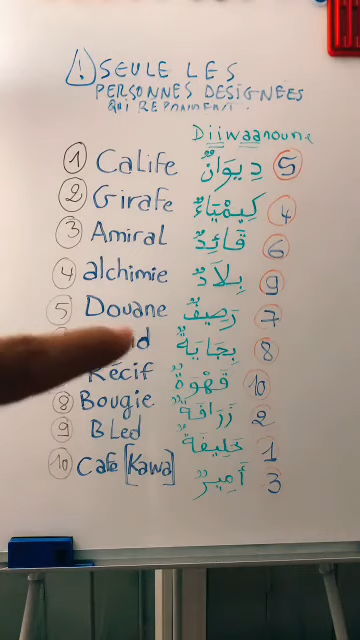 ! SEULE LES
PERSONNES DESIGNEES
QUI REPONDENT.
Diiwaanoune
① Calife دِيوَانٌ ⑤
② Girafe كِيمْيَاءٌ ④
③ Amiral قَائِدٌ ⑥
④ alchimie بِلَادٌ ⑨
⑤ Douane رَصِيفٌ ⑦
بِجَايَةٌ ⑧
Récif قَهْوَةٌ ⑩
⑧ Bougie زَرَافَةٌ ②
⑨ Bled خَلِيفَةٌ ①
⑩ Cafe [Kawa] أَمِيرٌ ③